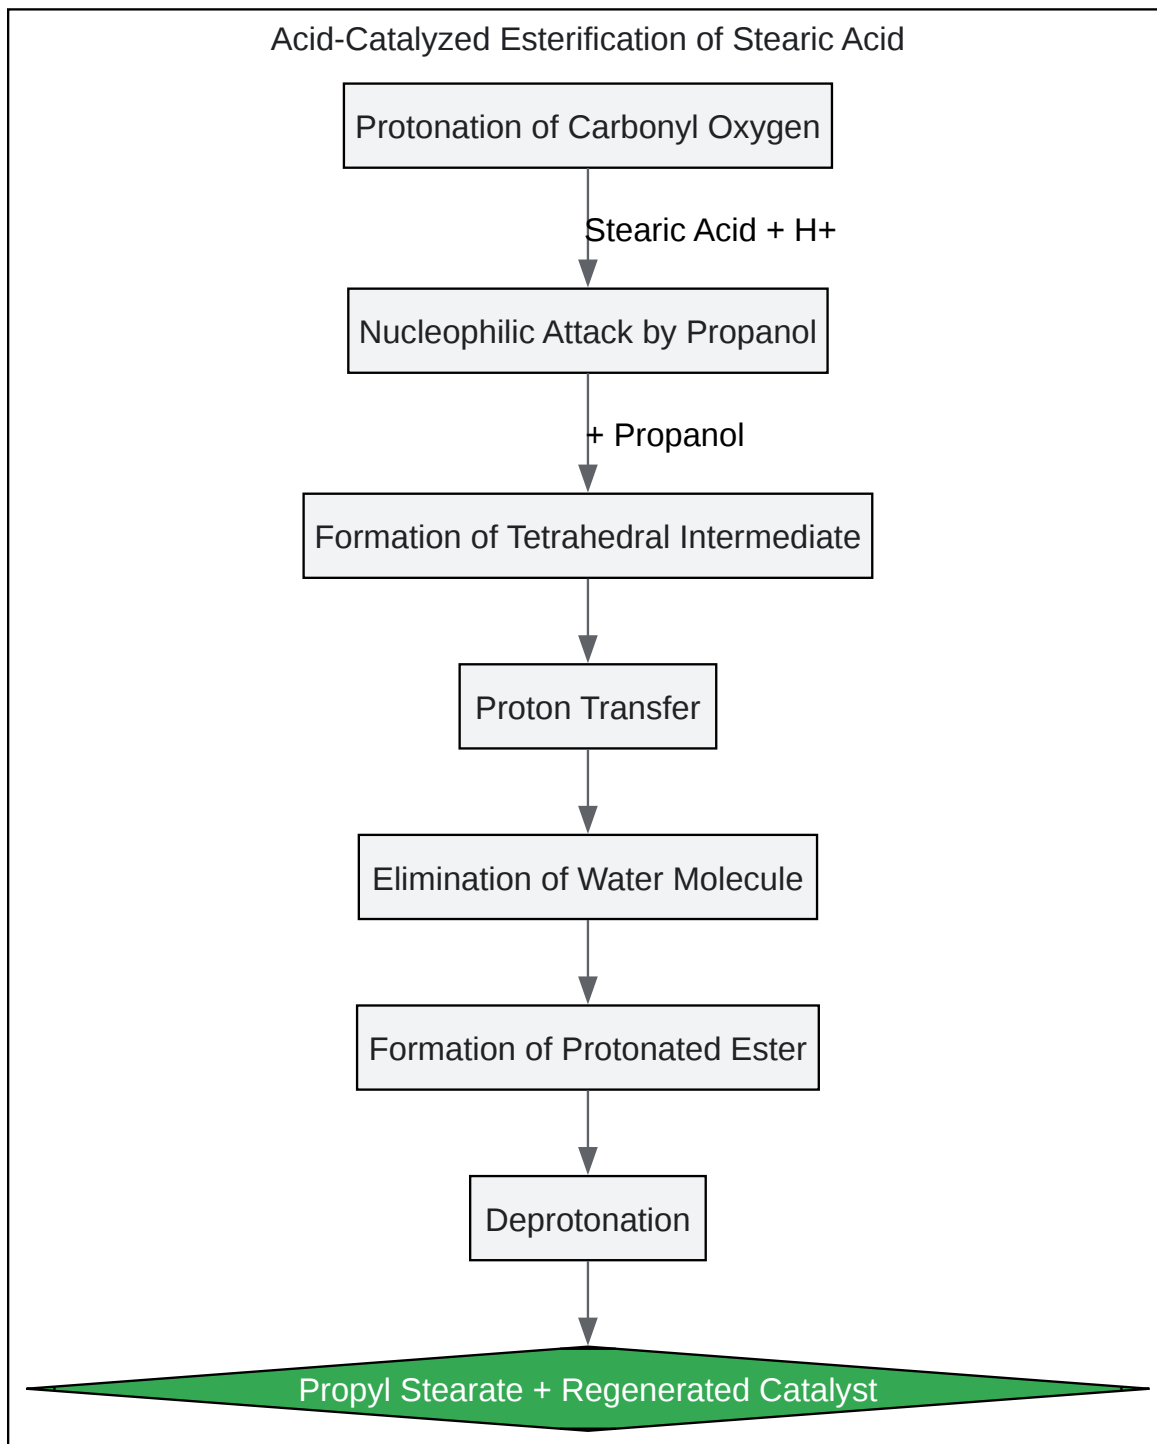 Acid-Catalyzed Esterification of Stearic Acid
Protonation of Carbonyl Oxygen
Stearic Acid + H+
Nucleophilic Attack by Propanol
+ Propanol
Formation of Tetrahedral Intermediate
Proton Transfer
Elimination of Water Molecule
Formation of Protonated Ester
Deprotonation
Propyl Stearate + Regenerated Catalyst